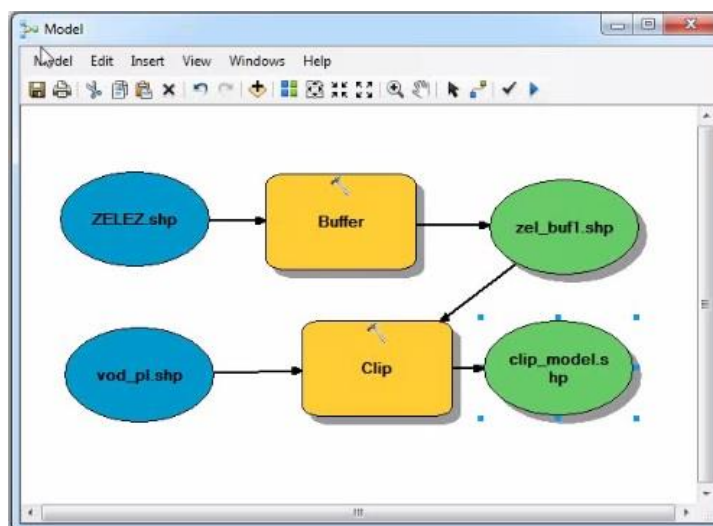 Model
Model Edit Insert View Windows Help
ZELEZ.shp
Buffer
zel_buf1.shp
vod_pl.shp
Clip
clip_model.s
hp